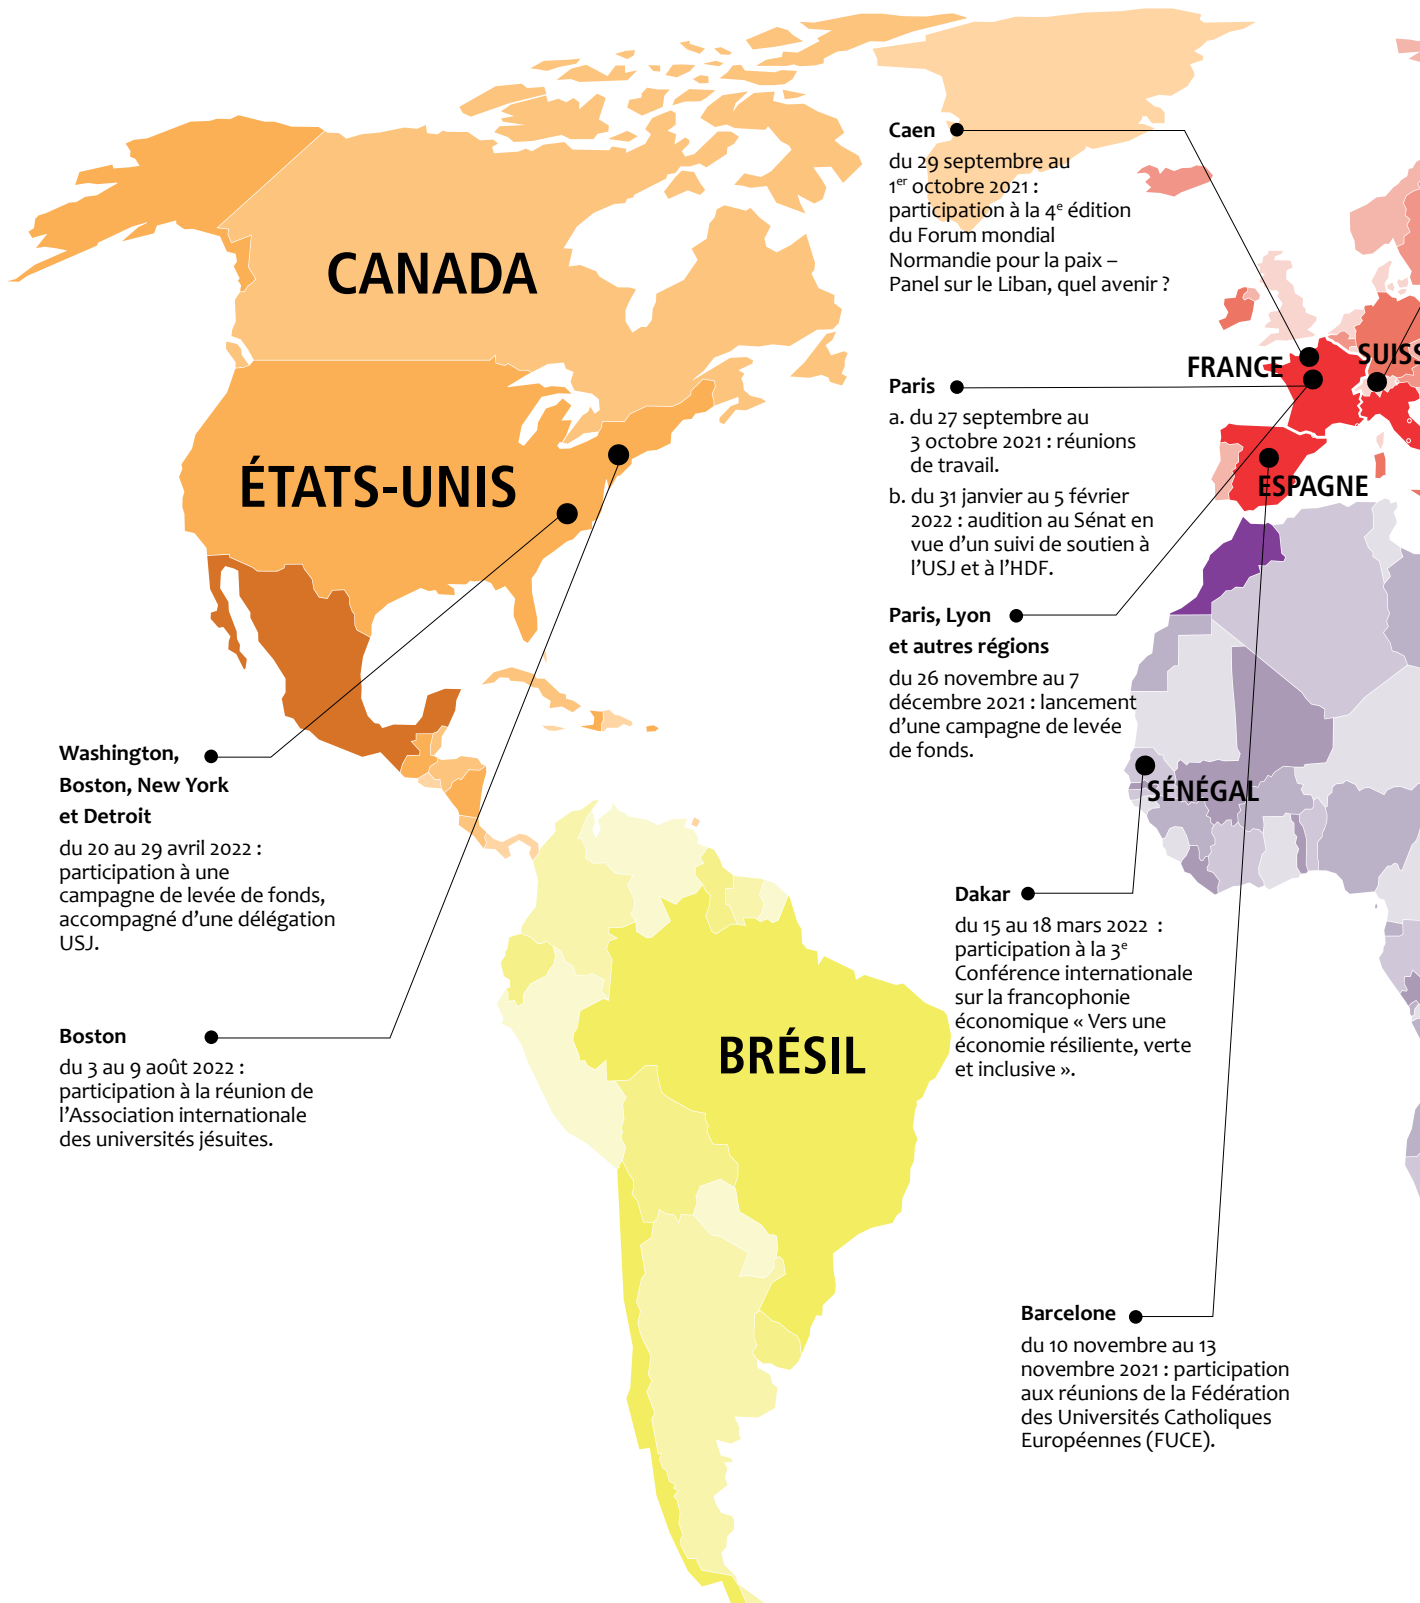 CANADA
ÉTATS-UNIS
BRÉSIL
FRANCE
SUISS
ESPAGNE
SÉNÉGAL
Caen
du 29 septembre au
1er octobre 2021 :
participation à la 4e édition
du Forum mondial
Normandie pour la paix –
Panel sur le Liban, quel avenir ?
Paris
a. du 27 septembre au
3 octobre 2021 : réunions
de travail.
b. du 31 janvier au 5 février
2022 : audition au Sénat en
vue d’un suivi de soutien à
l’USJ et à l’HDF.
Paris, Lyon
et autres régions
du 26 novembre au 7
décembre 2021 : lancement
d’une campagne de levée
de fonds.
Washington,
Boston, New York
et Detroit
du 20 au 29 avril 2022 :
participation à une
campagne de levée de fonds,
accompagné d’une délégation
USJ.
Boston
du 3 au 9 août 2022 :
participation à la réunion de
l’Association internationale
des universités jésuites.
Dakar
du 15 au 18 mars 2022 :
participation à la 3e
Conférence internationale
sur la francophonie
économique « Vers une
économie résiliente, verte
et inclusive ».
Barcelone
du 10 novembre au 13
novembre 2021 : participation
aux réunions de la Fédération
des Universités Catholiques
Européennes (FUCE).